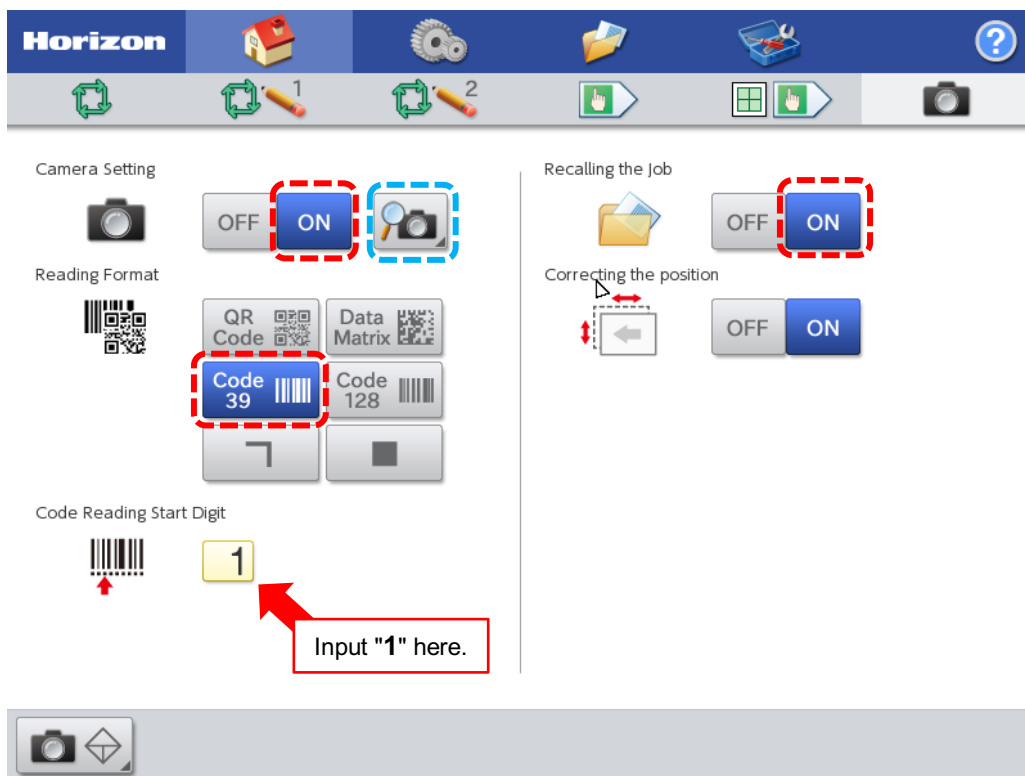 Horizon
?
1
2
Camera Setting
OFF
ON
Reading Format
QR
Code
Data
Matrix
Code
39
Code
128
Code Reading Start Digit
1
Input "1" here.
Recalling the Job
OFF
ON
Correcting the position
OFF
ON